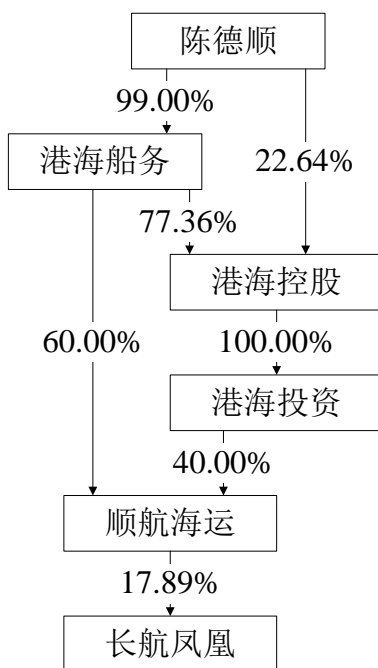 陈德顺
99.00%
港海船务
22.64%
77.36%
港海控股
60.00%
100.00%
港海投资
40.00%
顺航海运
17.89%
长航凤凰